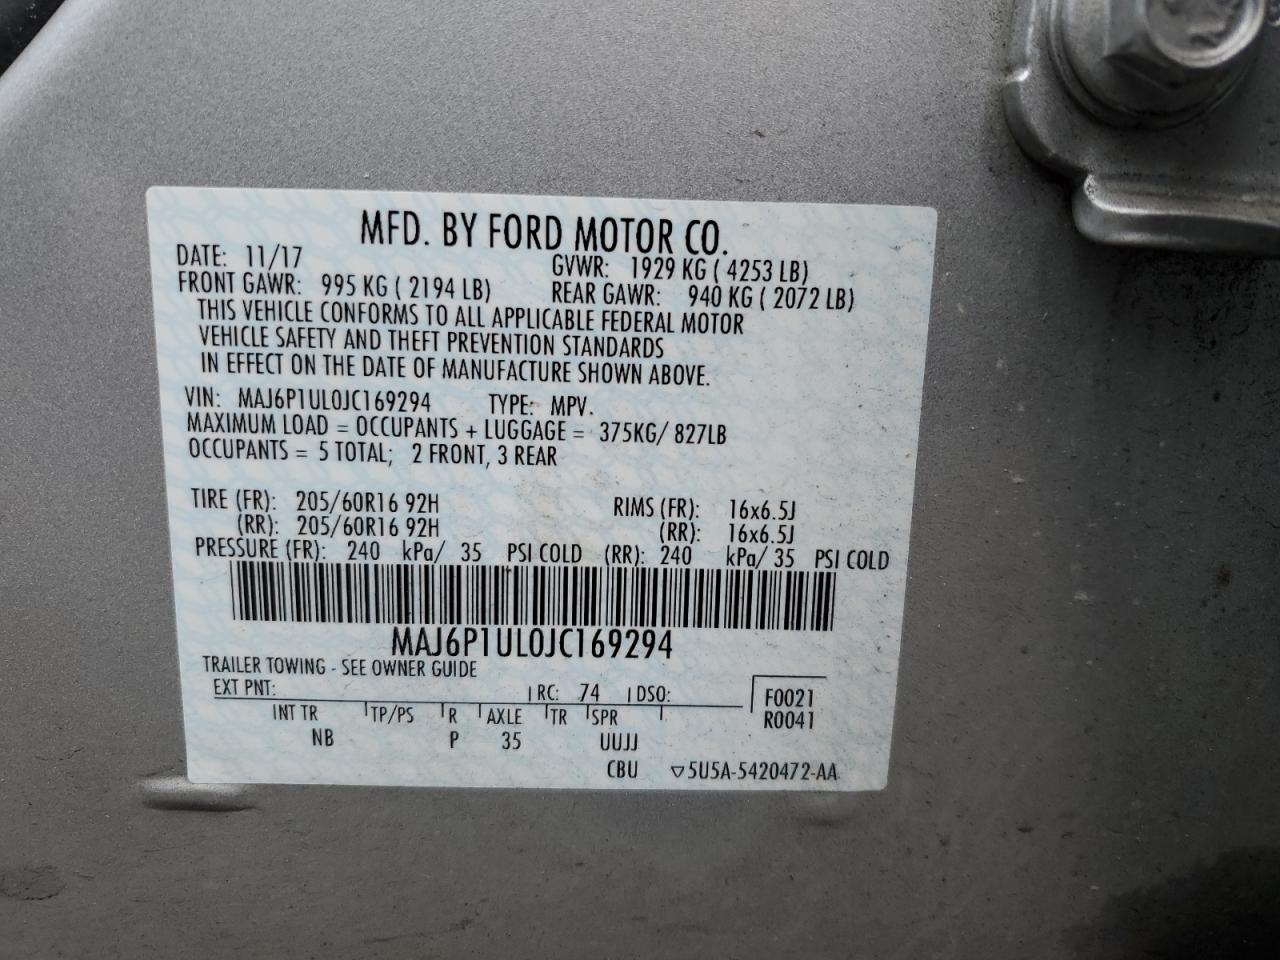 MFD. BY FORD MOTOR CO.
DATE: 11/17 GVWR: 1929 KG ( 4253 LB)
FRONT GAWR: 995 KG ( 2194 LB) REAR GAWR: 940 KG ( 2072 LB)
THIS VEHICLE CONFORMS TO ALL APPLICABLE FEDERAL MOTOR
VEHICLE SAFETY AND THEFT PREVENTION STANDARDS
IN EFFECT ON THE DATE OF MANUFACTURE SHOWN ABOVE.
VIN: MAJ6P1UL0JC169294 TYPE: MPV.
MAXIMUM LOAD = OCCUPANTS + LUGGAGE = 375KG/ 827LB
OCCUPANTS = 5 TOTAL; 2 FRONT, 3 REAR
TIRE (FR): 205/60R16 92H RIMS (FR): 16x6.5J
(RR): 205/60R16 92H (RR): 16x6.5J
PRESSURE (FR): 240 kPa/ 35 PSI COLD (RR): 240 kPa/ 35 PSI COLD
MAJ6P1UL0JC169294
TRAILER TOWING - SEE OWNER GUIDE
EXT PNT: RC: 74 DSO: F0021
INT TR TP/PS R AXLE TR SPR R0041
NB P 35 UUJJ
CBU ▽5U5A-5420472-AA